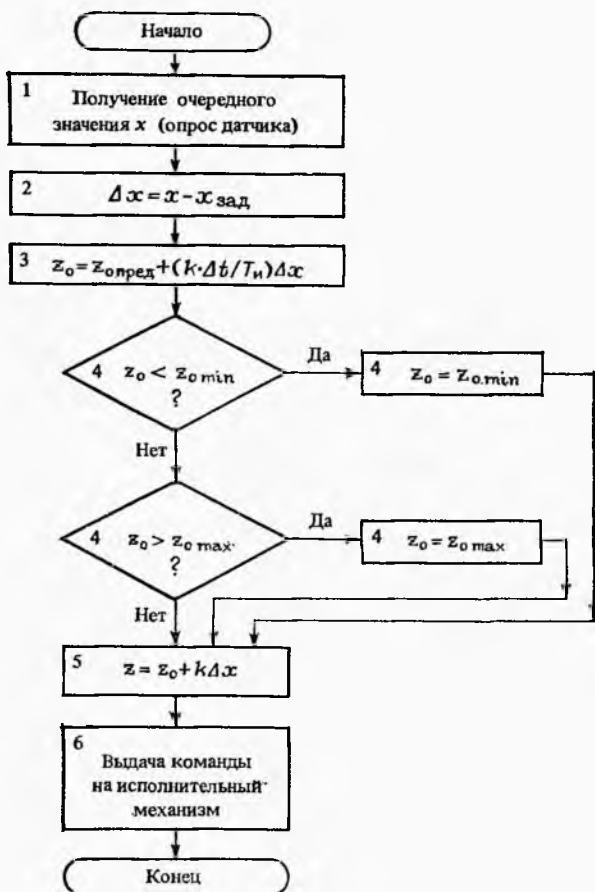 Начало
1
Получение очередного
значения x (опрос датчика)
2
Δx = x - xзад
3
z₀ = z₀пред + (k·Δt/Tи)Δx
4 z₀ < z₀ min
?
Да
4 z₀ = z₀.min
Нет
4 z₀ > z₀ max.
?
Да
4 z₀ = z₀ max
Нет
5
z = z₀ + kΔx
6
Выдача команды
на исполнительный
механизм
Конец